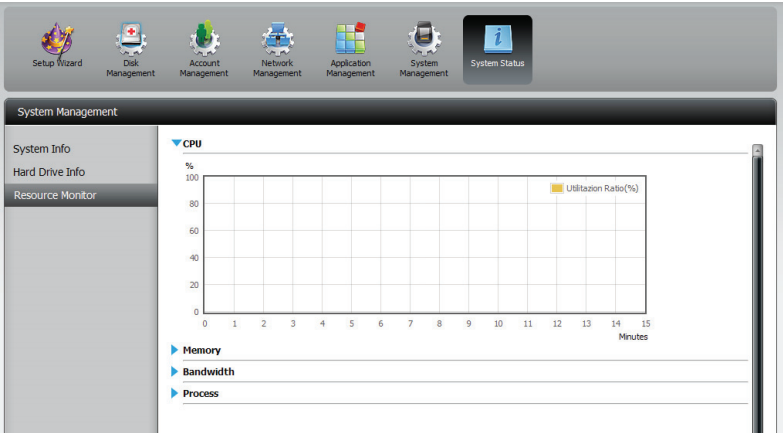 Setup Wizard
Disk
Management
Account
Management
Network
Management
Application
Management
System
Management
System Status
System Management
System Info
Hard Drive Info
Resource Monitor
CPU
%
Utilitazion Ratio(%)
100
80
60
40
20
0
0 1 2 3 4 5 6 7 8 9 10 11 12 13 14 15
Minutes
Memory
Bandwidth
Process